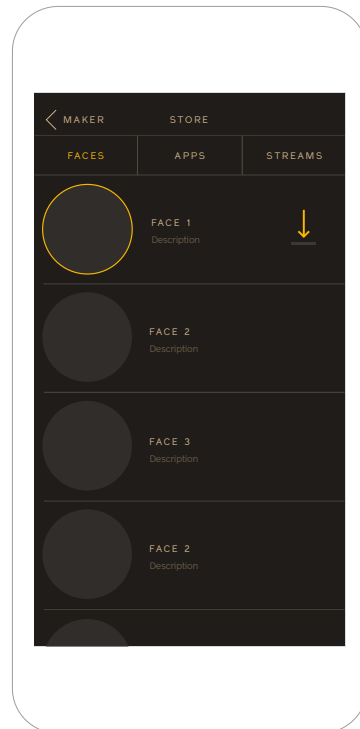 MAKER
STORE
FACES
APPS
STREAMS
FACE 1
Description
FACE 2
Description
FACE 3
Description
FACE 2
Description